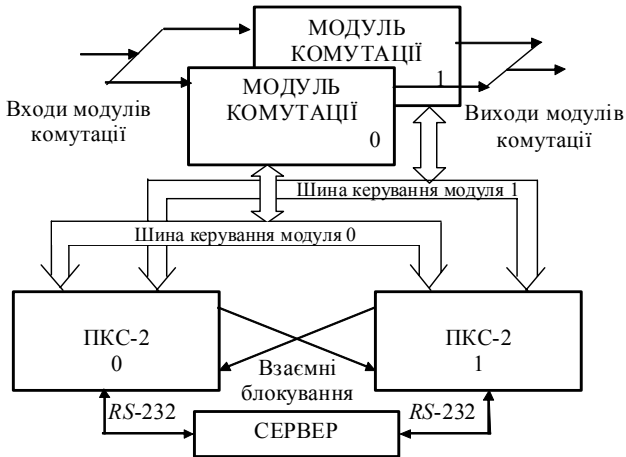 МОДУЛЬ
КОМУТАЦІЇ
1
МОДУЛЬ
КОМУТАЦІЇ
0
Входи модулів
комутації
Виходи модулів
комутації
Шина керування модуля 1
Шина керування модуля 0
ПКС-2
0
ПКС-2
1
Взаємні
блокування
RS-232
RS-232
СЕРВЕР